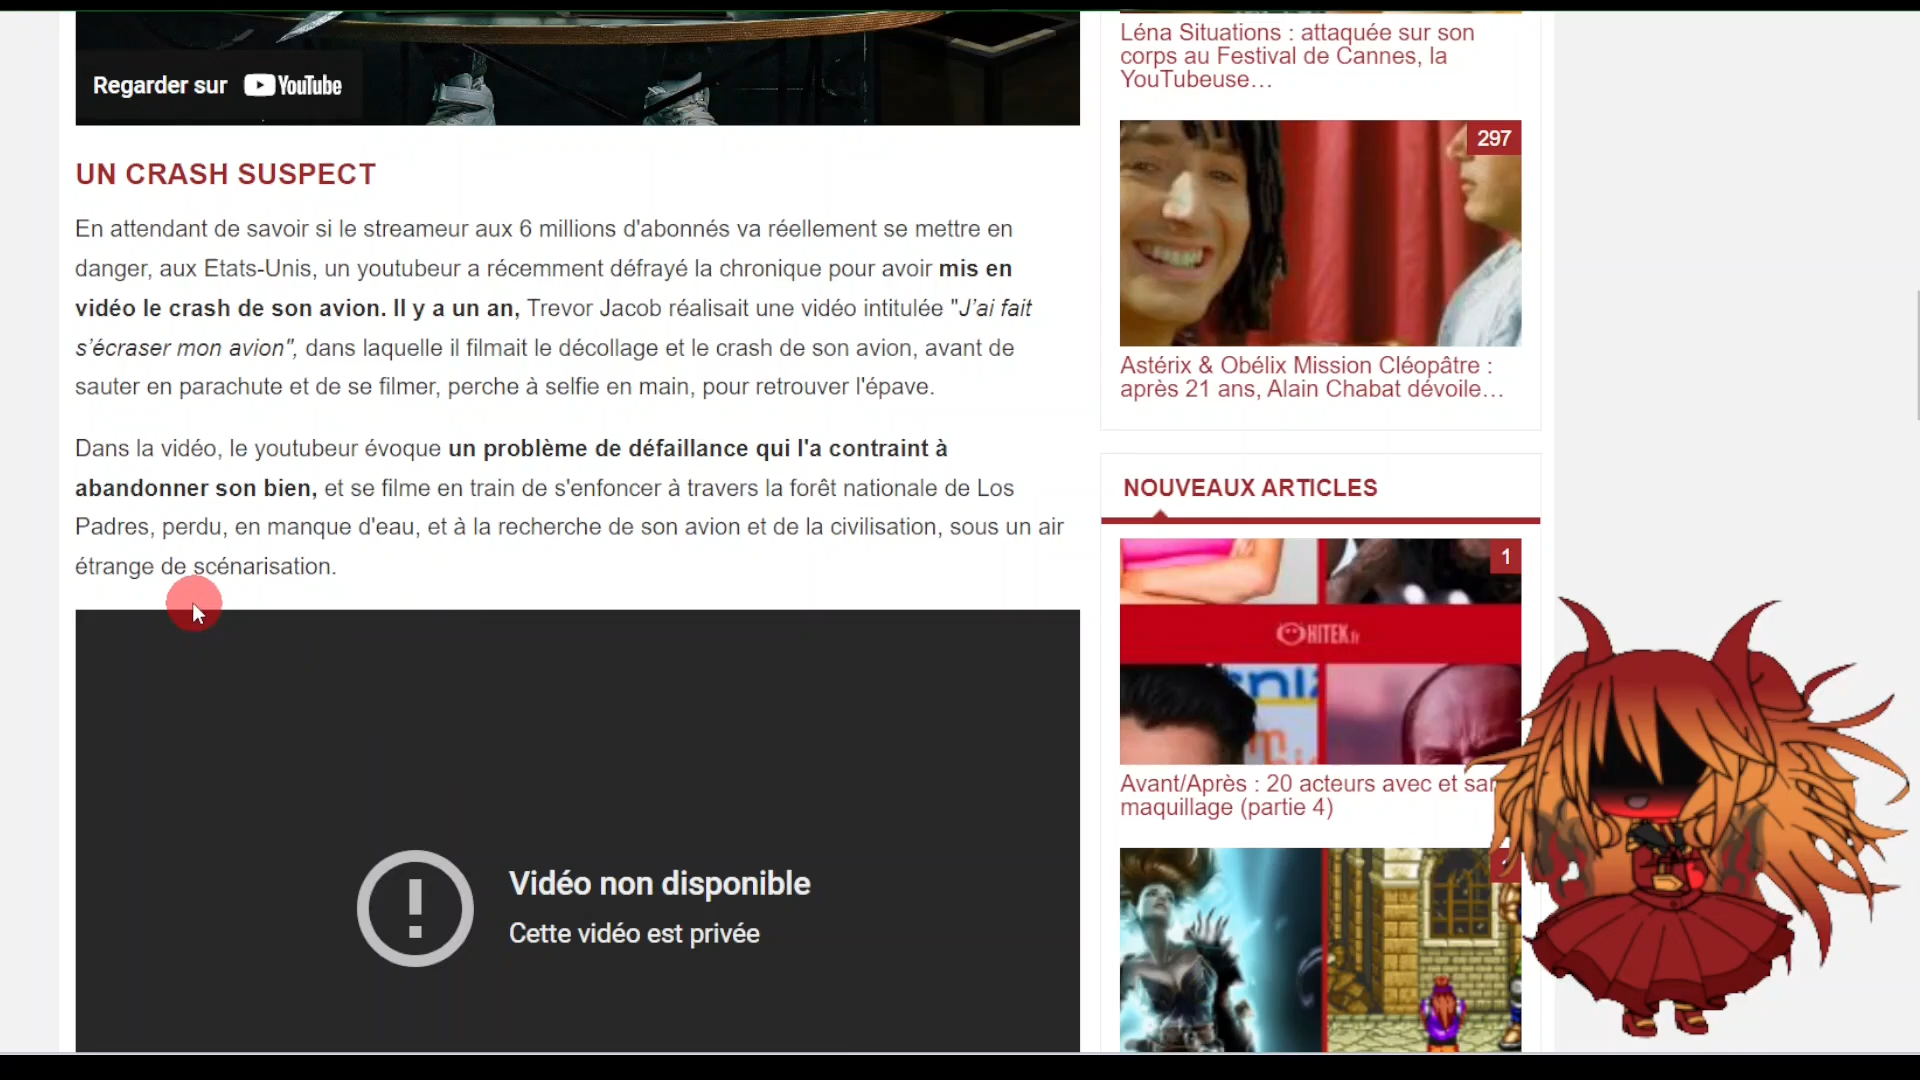 Regarder sur YouTube
UN CRASH SUSPECT
En attendant de savoir si le streameur aux 6 millions d'abonnés va réellement se mettre en
danger, aux Etats-Unis, un youtubeur a récemment défrayé la chronique pour avoir mis en
vidéo le crash de son avion. Il y a un an, Trevor Jacob réalisait une vidéo intitulée "J’ai fait
s’écraser mon avion", dans laquelle il filmait le décollage et le crash de son avion, avant de
sauter en parachute et de se filmer, perche à selfie en main, pour retrouver l'épave.
Dans la vidéo, le youtubeur évoque un problème de défaillance qui l'a contraint à
abandonner son bien, et se filme en train de s'enfoncer à travers la forêt nationale de Los
Padres, perdu, en manque d'eau, et à la recherche de son avion et de la civilisation, sous un air
étrange de scénarisation.
Vidéo non disponible
Cette vidéo est privée
Léna Situations : attaquée sur son
corps au Festival de Cannes, la
YouTubeuse…
297
Astérix & Obélix Mission Cléopâtre :
après 21 ans, Alain Chabat dévoile…
NOUVEAUX ARTICLES
1
HITEK.fr
Avant/Après : 20 acteurs avec et
maquillage (partie 4)